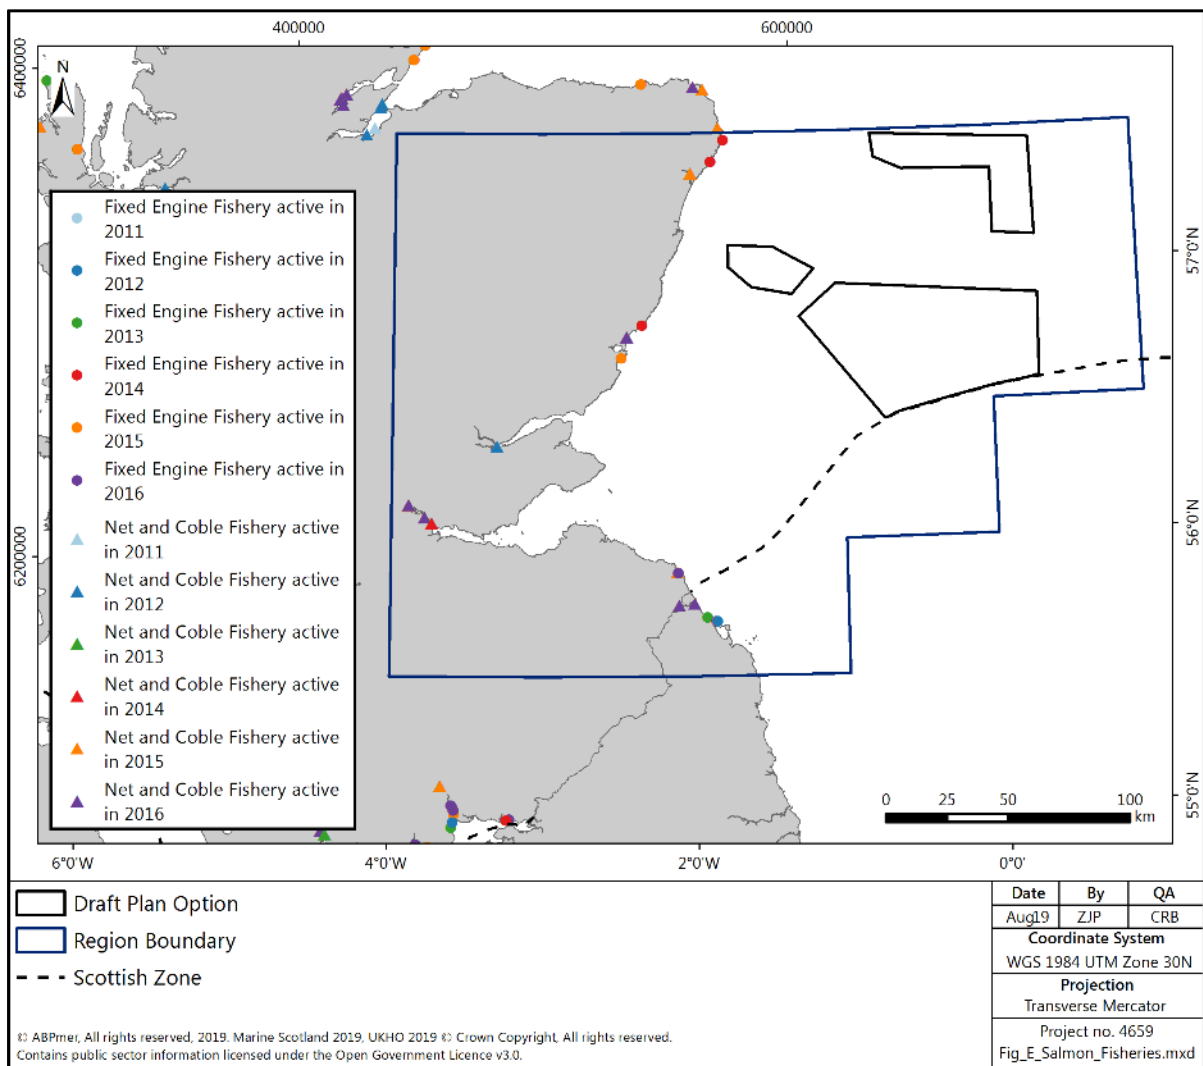 400000
600000
6400000
N
57°0'N
Fixed Engine Fishery active in
2011
Fixed Engine Fishery active in
2012
Fixed Engine Fishery active in
2013
Fixed Engine Fishery active in
2014
Fixed Engine Fishery active in
2015
Fixed Engine Fishery active in
2016
Net and Coble Fishery active
in 2011
Net and Coble Fishery active
in 2012
Net and Coble Fishery active
in 2013
Net and Coble Fishery active
in 2014
Net and Coble Fishery active
in 2015
Net and Coble Fishery active
in 2016
6200000
56°0'N
55°0'N
0 25 50 100
km
6°0'W 4°0'W 2°0'W 0°0'
Draft Plan Option
Region Boundary
Scottish Zone
Date By QA
Aug19 ZJP CRB
Coordinate System
WGS 1984 UTM Zone 30N
Projection
Transverse Mercator
Project no. 4659
Fig_E_Salmon_Fisheries.mxd
© ABPmer, All rights reserved, 2019. Marine Scotland 2019, UKHO 2019 © Crown Copyright, All rights reserved.
Contains public sector information licensed under the Open Government Licence v3.0.